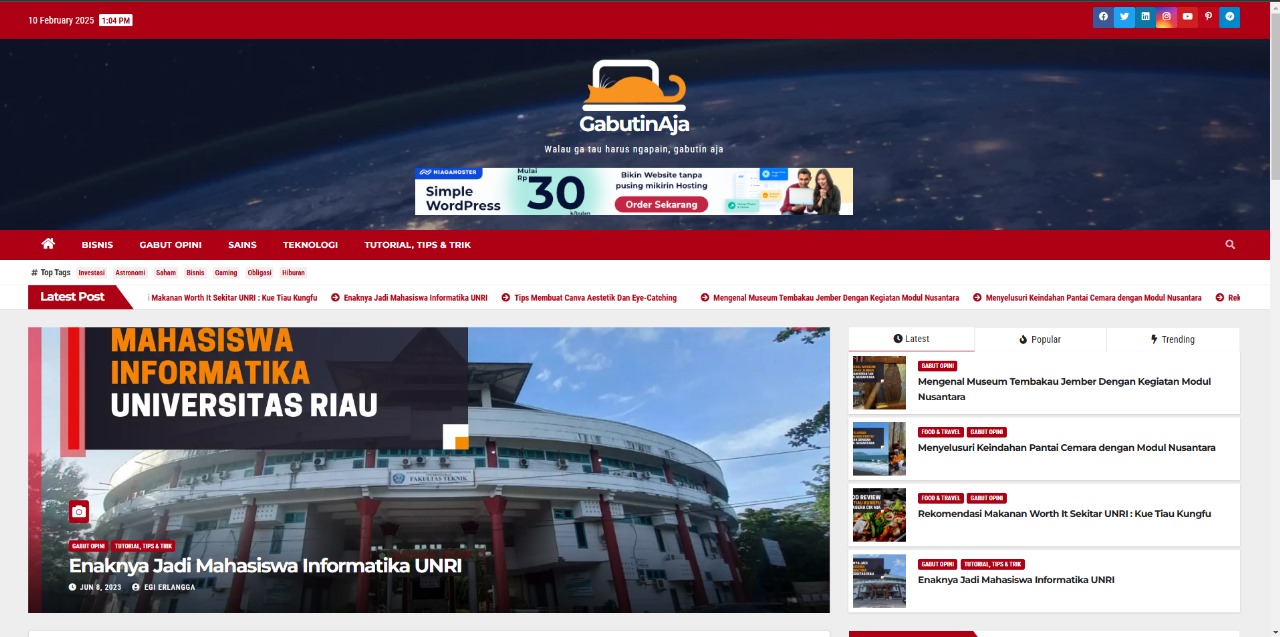 10 February 2025 1:04 PM
GabutinAja
Walau ga tau harus ngapain, gabutin aja
NIAGAHOSTER
Simple
WordPress
Mulai
Rp 30
k/bulan
Bikin Website tanpa
pusing mikirin Hosting
Order Sekarang
BISNIS GABUT OPINI SAINS TEKNOLOGI TUTORIAL, TIPS & TRIK
# Top Tags Investasi Astronomi Saham Bisnis Gaming Obligasi Hiburan
Latest Post
Makanan Worth It Sekitar UNRI : Kue Tiau Kungfu Enaknya Jadi Mahasiswa Informatika UNRI Tips Membuat Canva Aestetik Dan Eye-Catching Mengenal Museum Tembakau Jember Dengan Kegiatan Modul Nusantara Menyelusuri Keindahan Pantai Cemara dengan Modul Nusantara Rek
MAHASISWA
INFORMATIKA
UNIVERSITAS RIAU
FAKULTAS TEKNIK
GABUT OPINI TUTORIAL, TIPS & TRIK
Enaknya Jadi Mahasiswa Informatika UNRI
JUN 8, 2023 EGI ERLANGGA
Latest Popular Trending
GABUT OPINI
Mengenal Museum Tembakau Jember Dengan Kegiatan Modul
Nusantara
FOOD & TRAVEL GABUT OPINI
Menyelusuri Keindahan Pantai Cemara dengan Modul Nusantara
FOOD & TRAVEL GABUT OPINI
Rekomendasi Makanan Worth It Sekitar UNRI : Kue Tiau Kungfu
GABUT OPINI TUTORIAL, TIPS & TRIK
Enaknya Jadi Mahasiswa Informatika UNRI